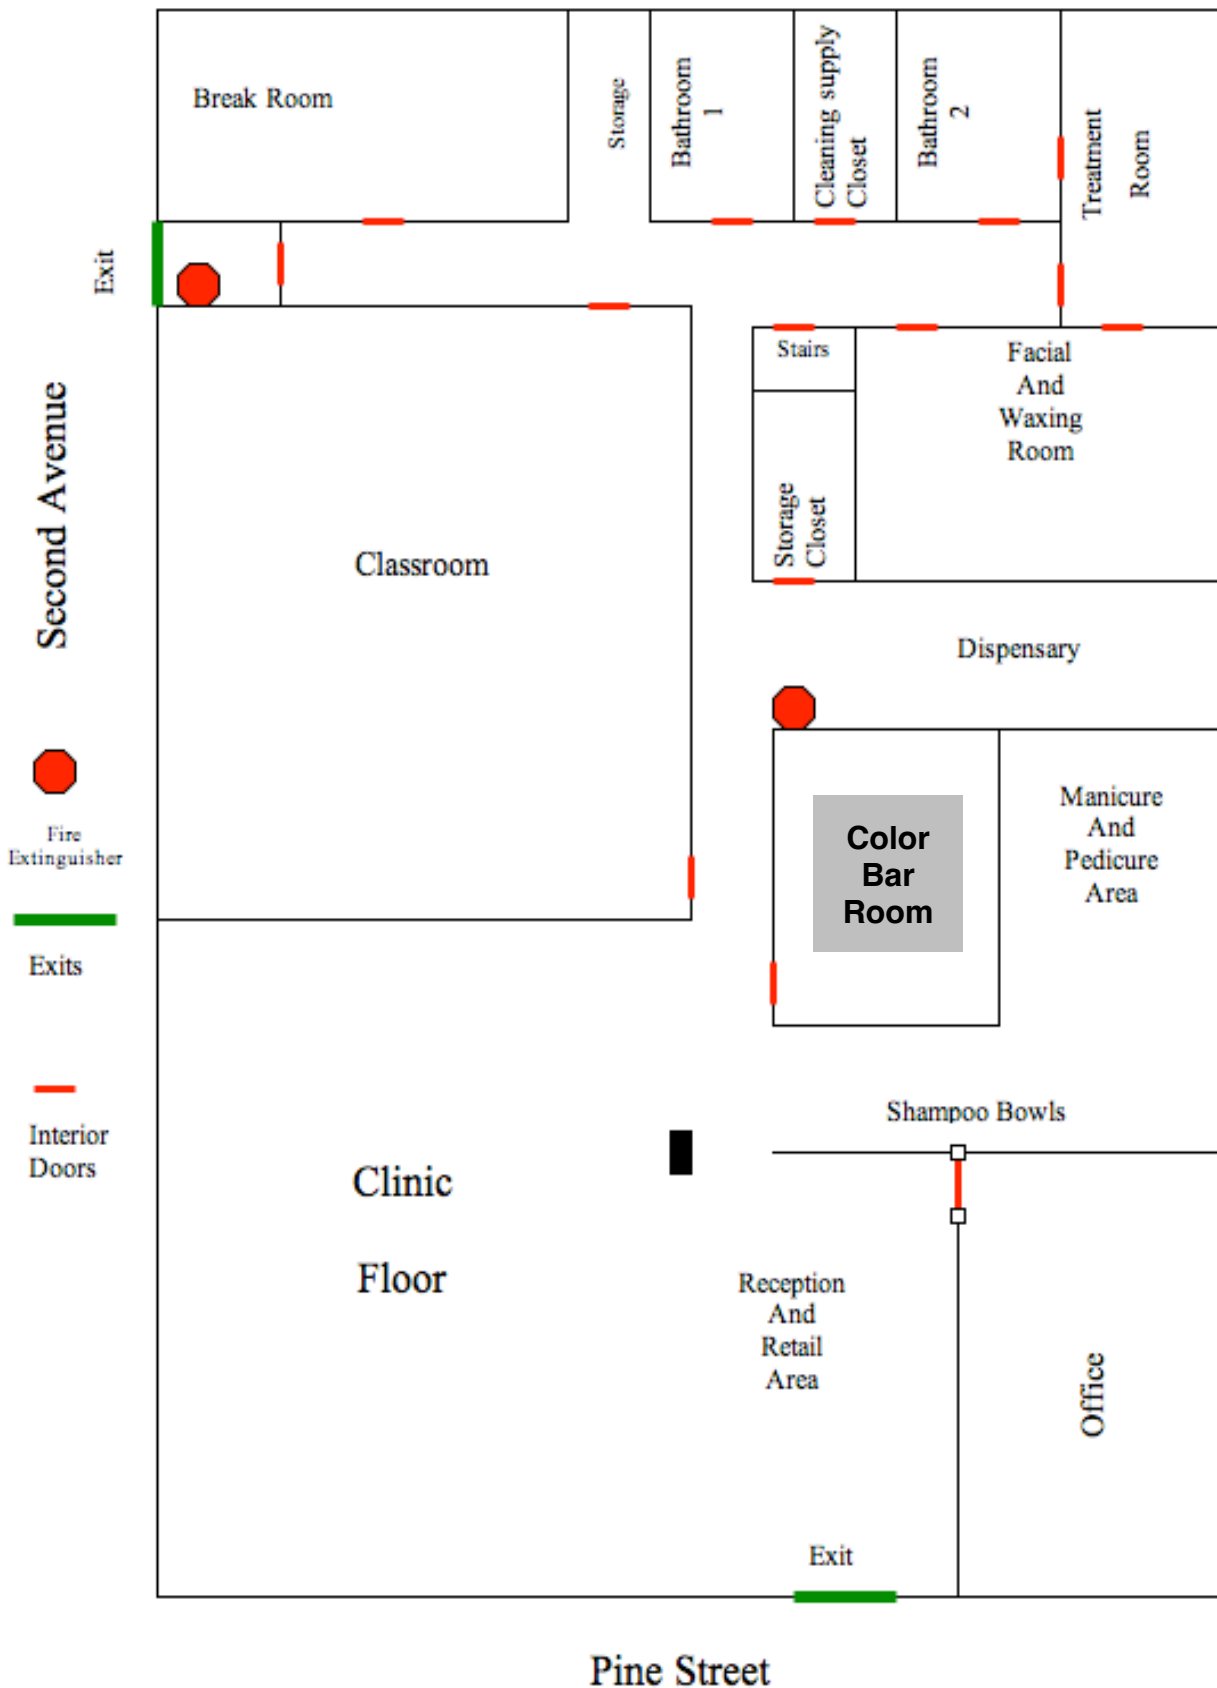 Break Room
Storage
Bathroom
1
Cleaning supply
Closet
Bathroom
2
Treatment
Room
Exit
Stairs
Facial
And
Waxing
Room
Second Avenue
Classroom
Storage
Closet
Dispensary
Fire
Extinguisher
Color
Bar
Room
Manicure
And
Pedicure
Area
Exits
Interior
Doors
Shampoo Bowls
Clinic
Floor
Reception
And
Retail
Area
Office
Exit
Pine Street